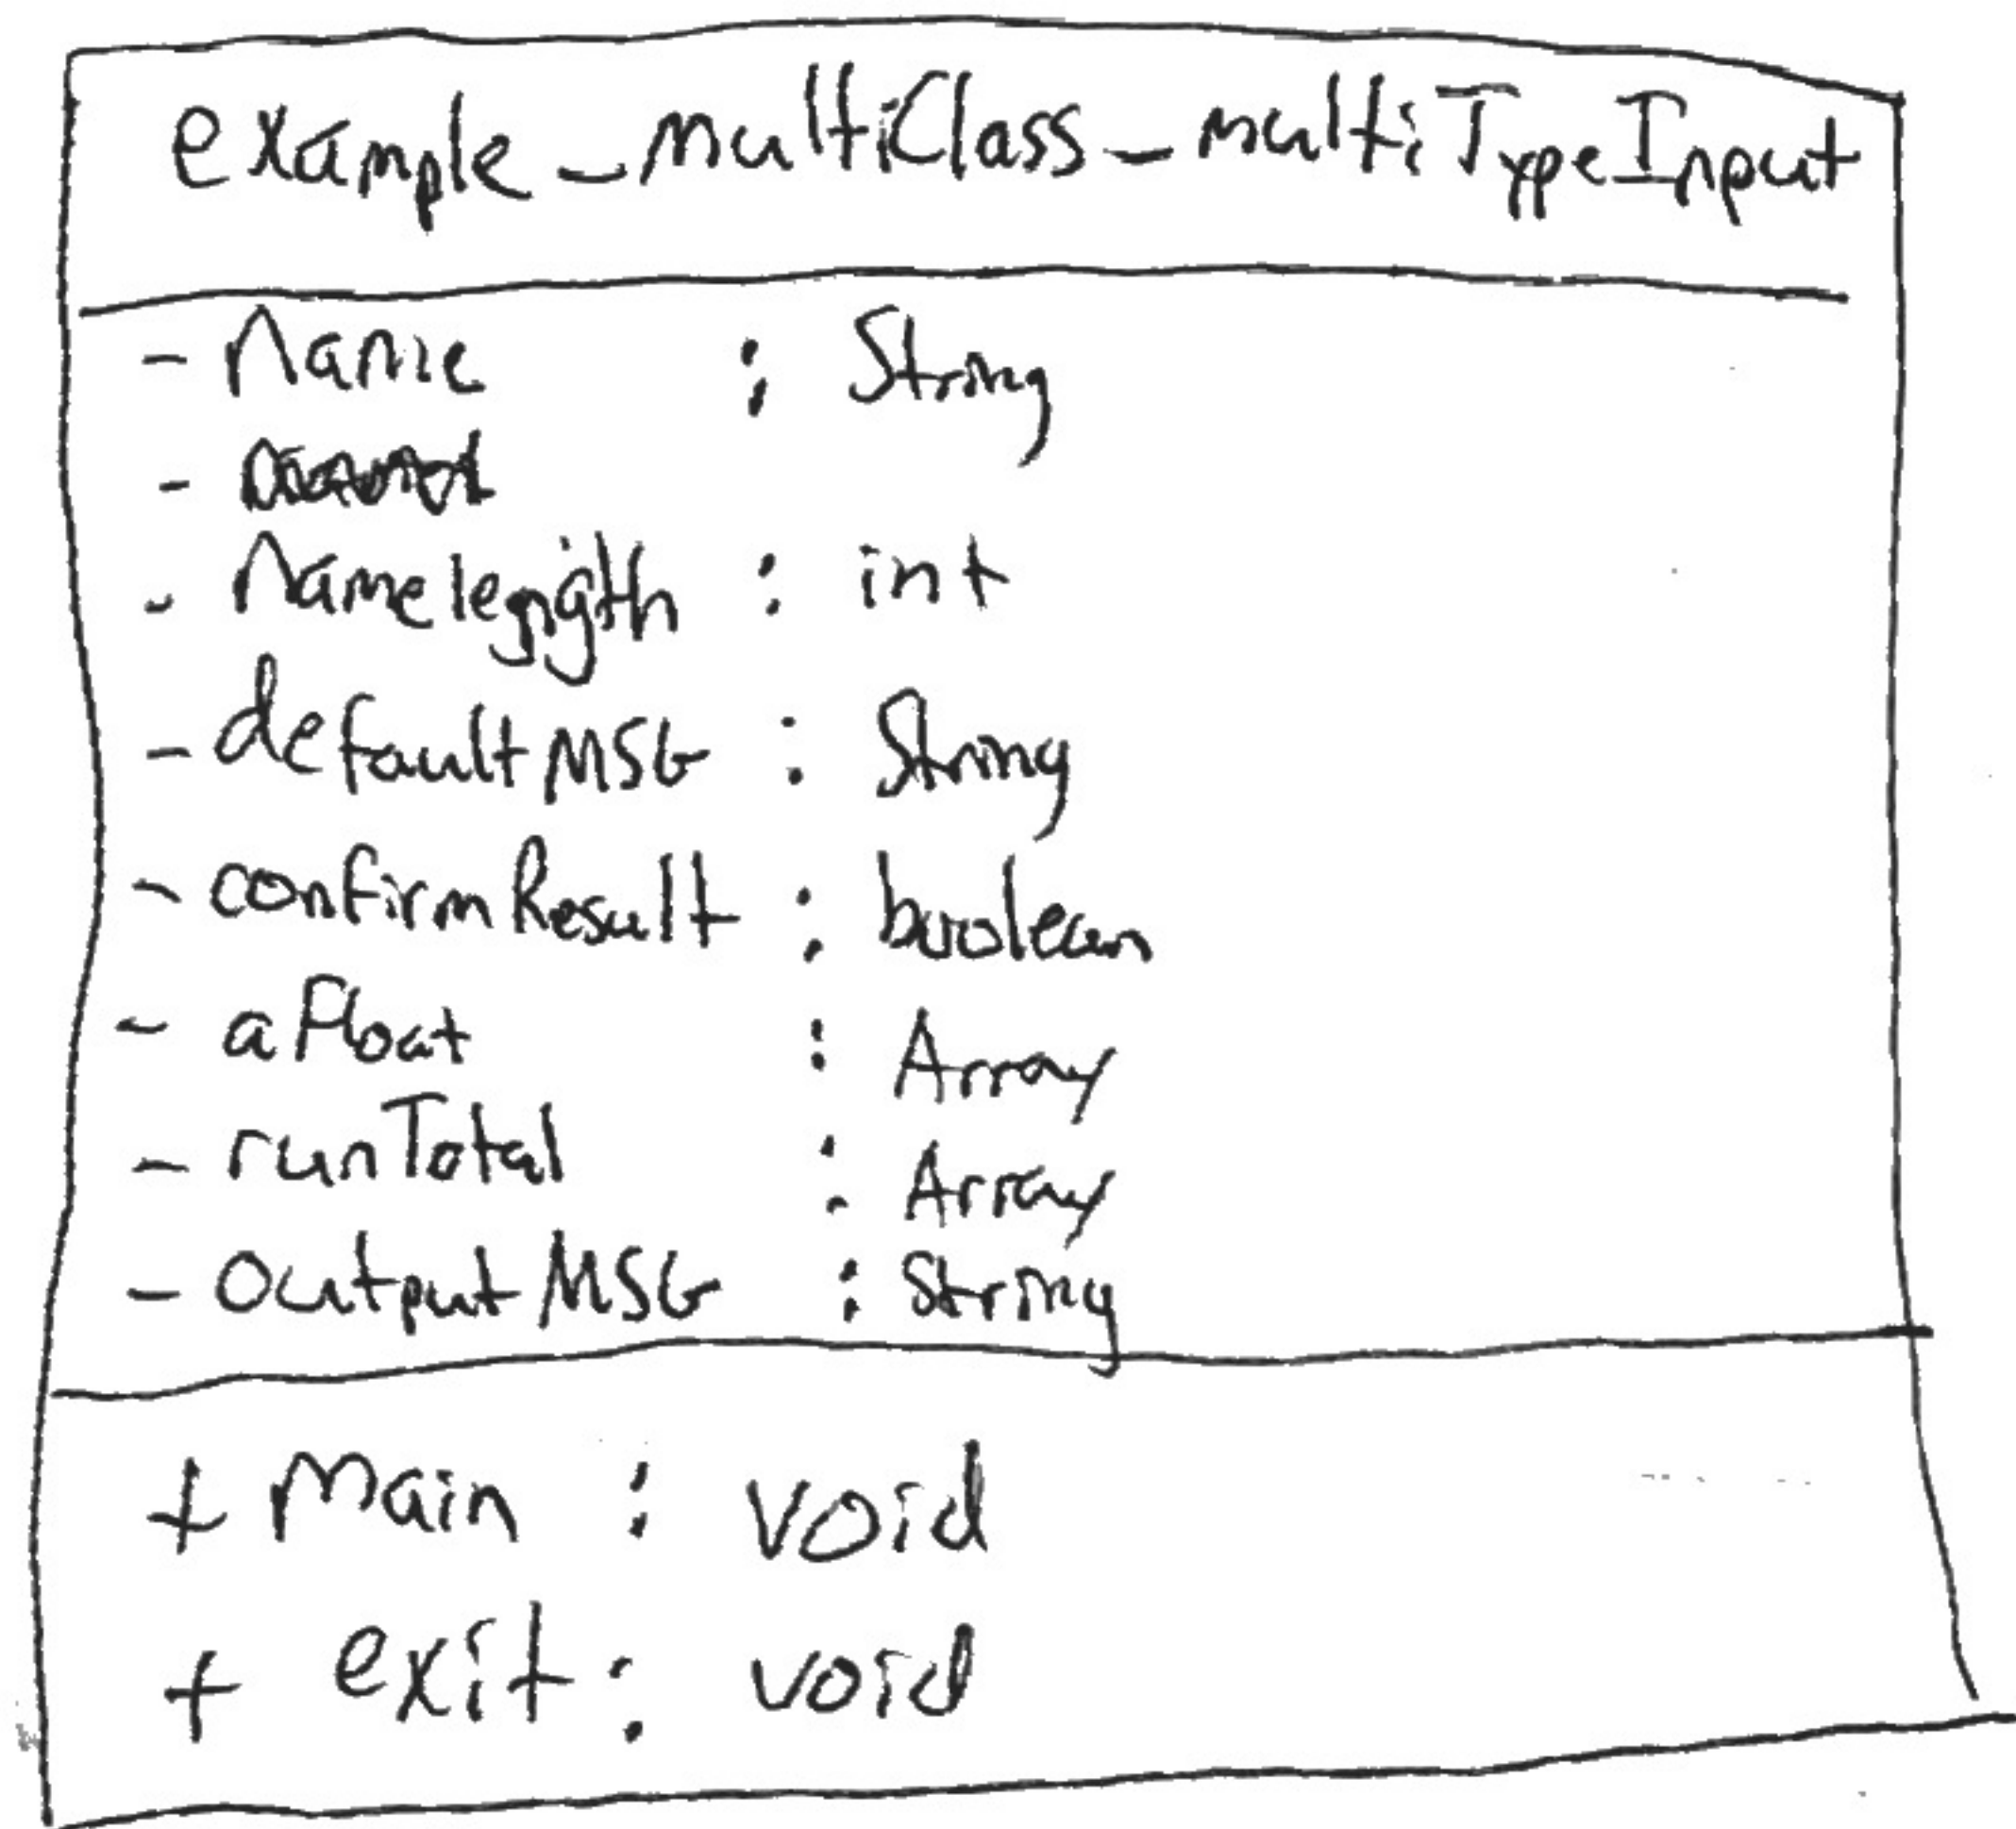 example_multiClass_multiTypeInput
- Name : String
-
- Namelength : int
- defaultMSG : String
- confirmResult : boolean
- aFloat : Array
- runTotal : Array
- OutputMSG : String
+ Main : void
+ exit : void